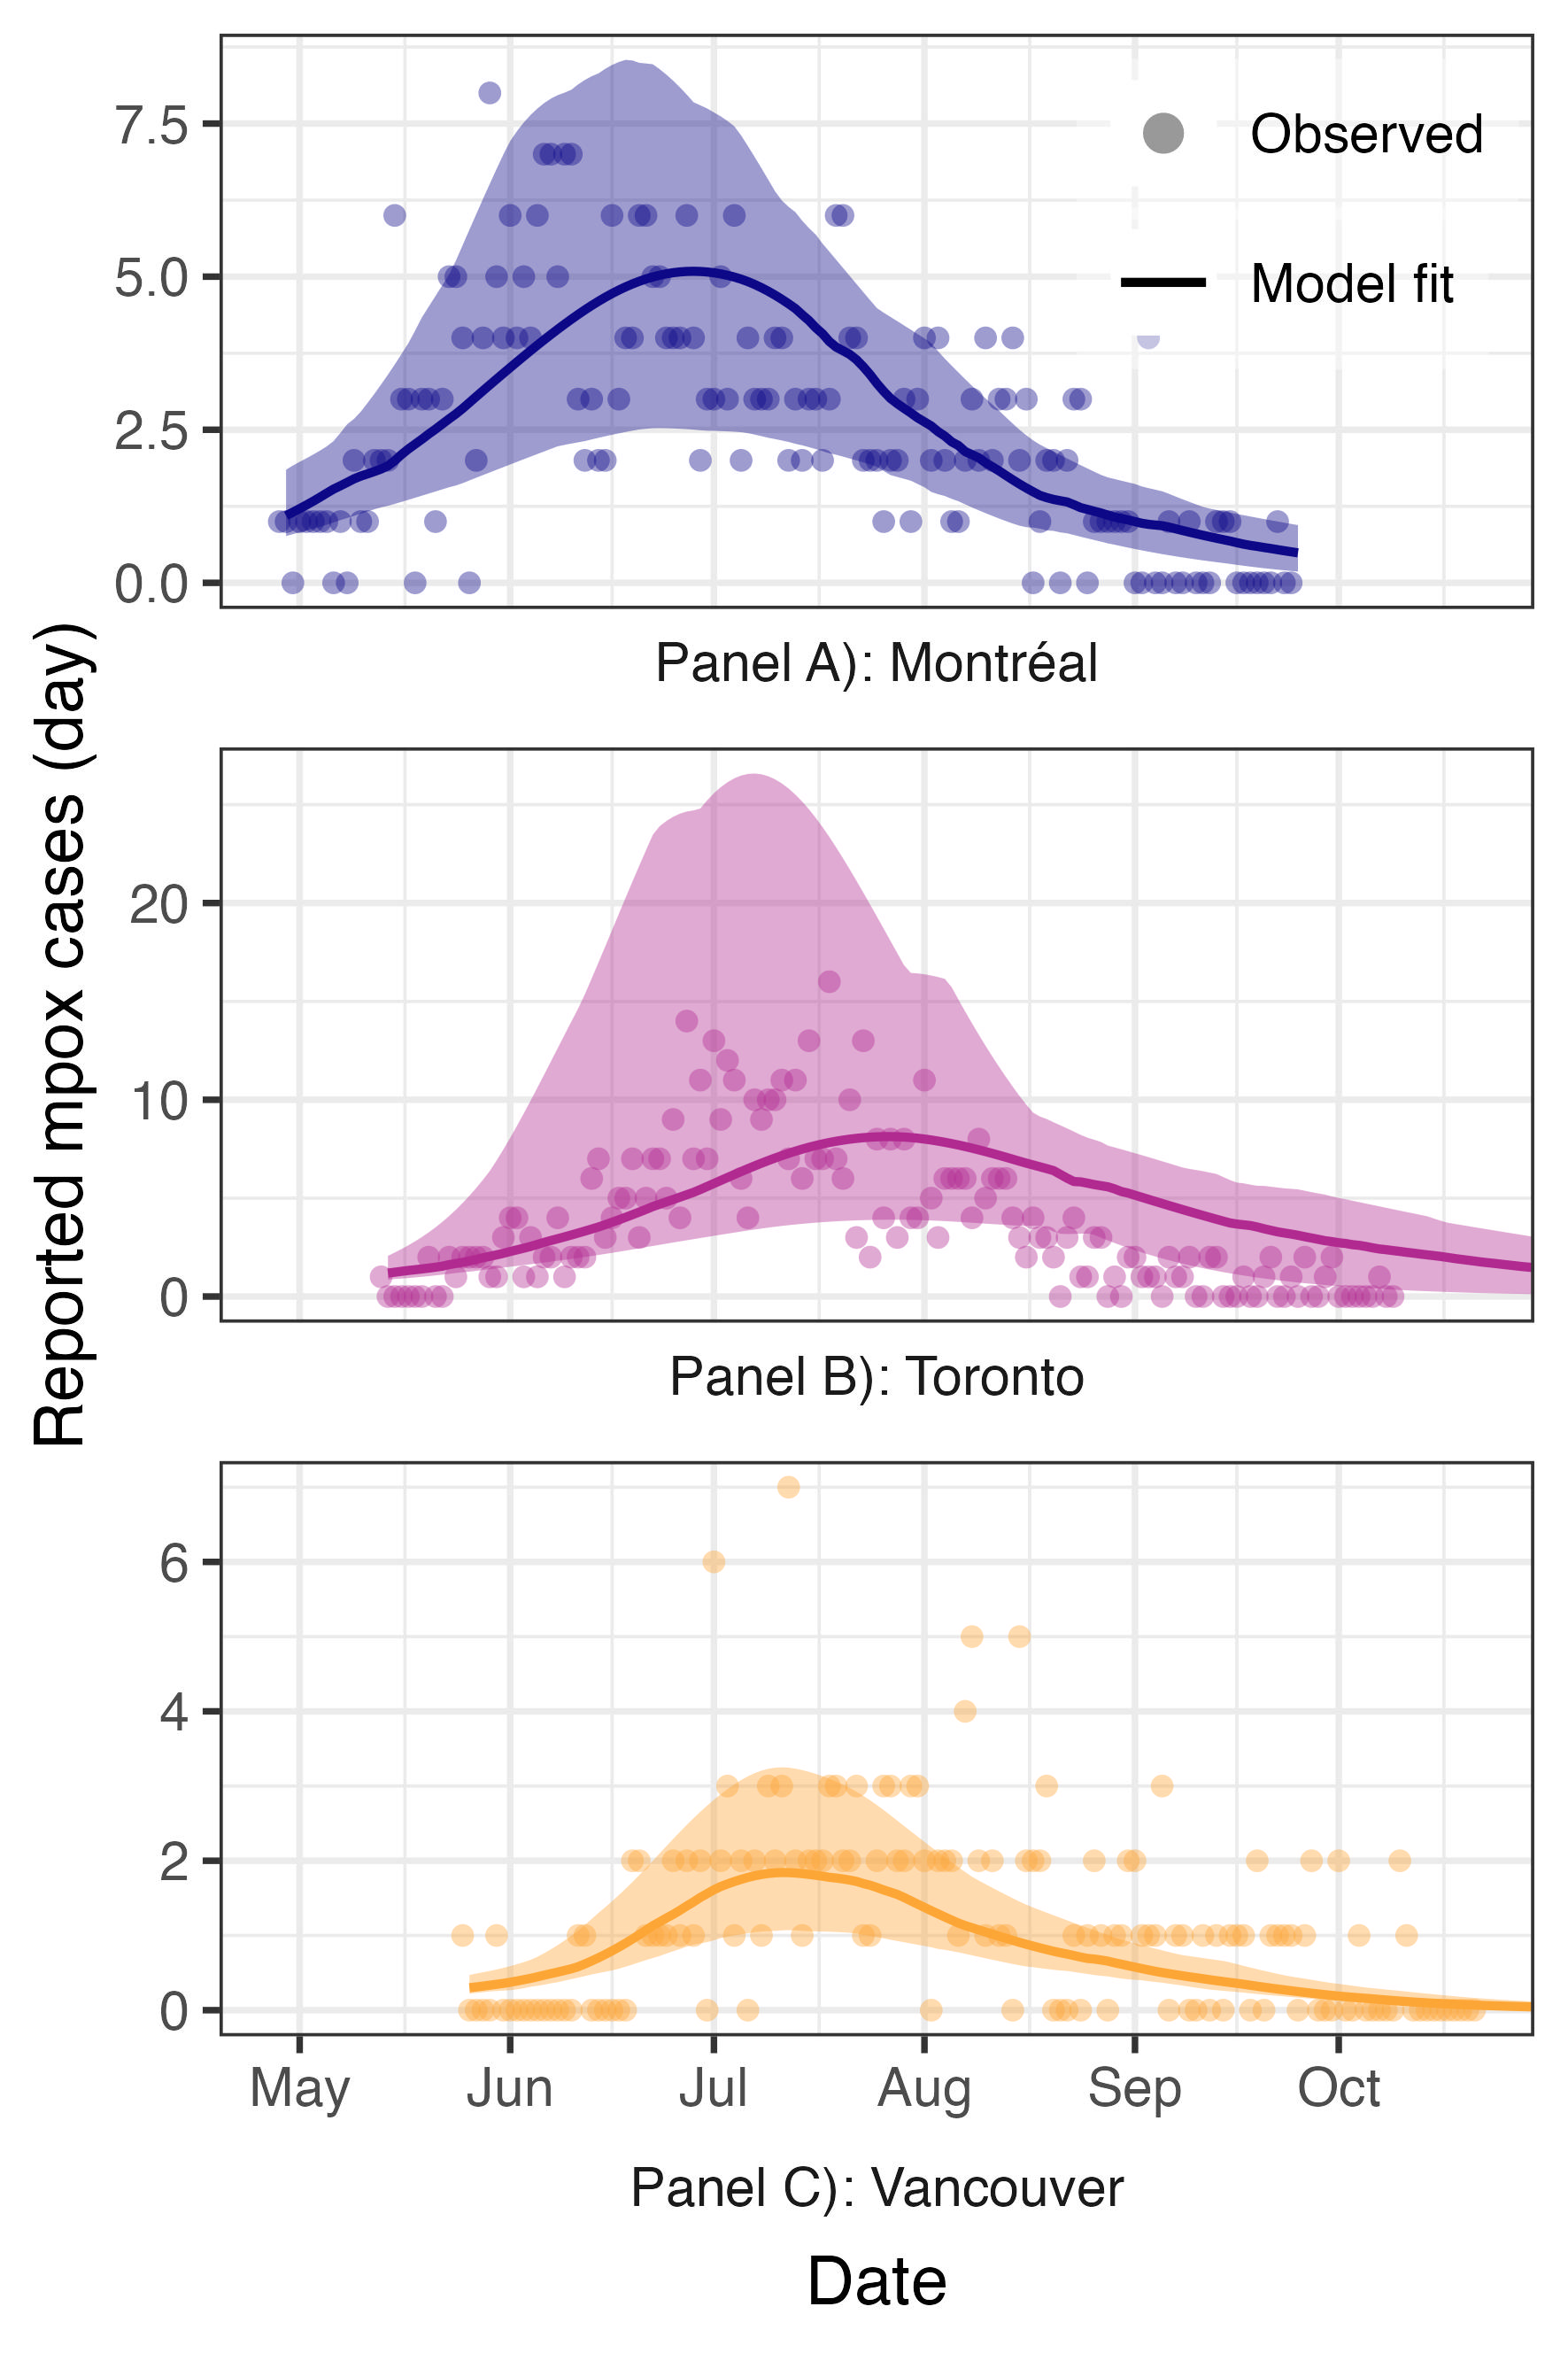 Reported mpox cases (day)
7.5
5.0
2.5
0.0
Observed
Model fit
Panel A): Montréal
20
10
0
Panel B): Toronto
6
4
2
0
May Jun Jul Aug Sep Oct
Panel C): Vancouver
Date